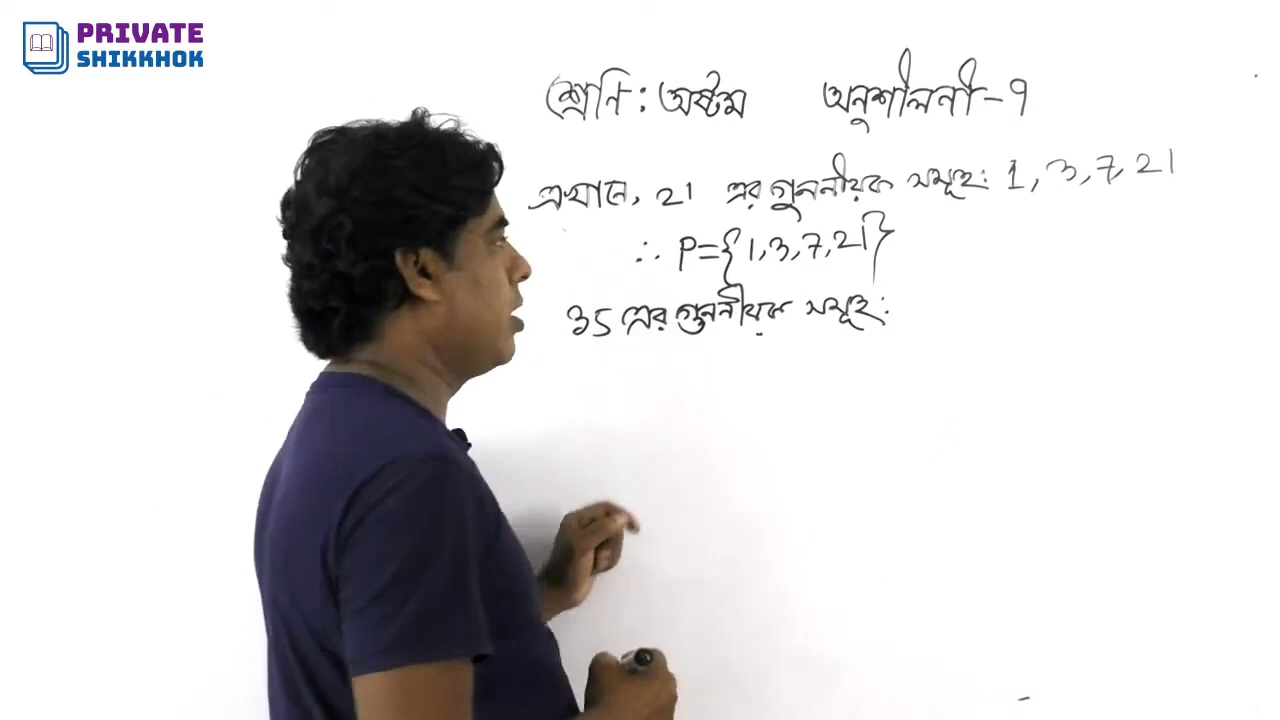 PRIVATE
SHIKKHOK
শ্রেণি : অষ্টম অনুশীলনী-৭
এখানে, 21 এর গুননীয়ক সমূহ: 1, 3, 7, 21
∴ P={1,3,7,21}
35 এর গুননীয়ক সমূহ: